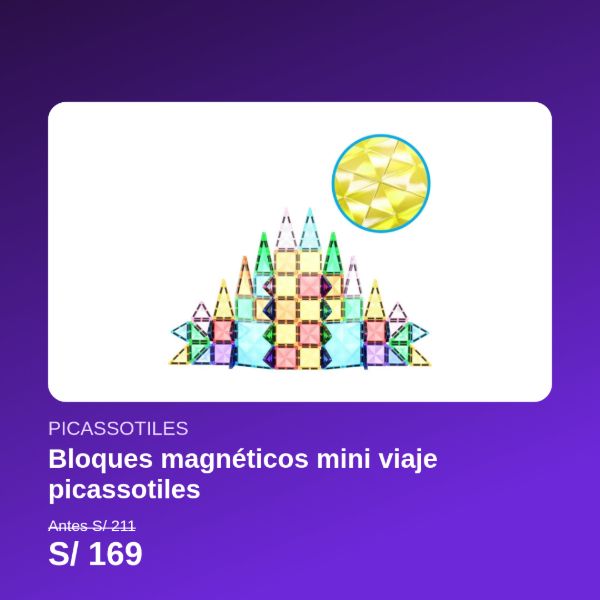 PICASSOTILES
Bloques magnéticos mini viaje
picassotiles
Antes S/ 211
S/ 169